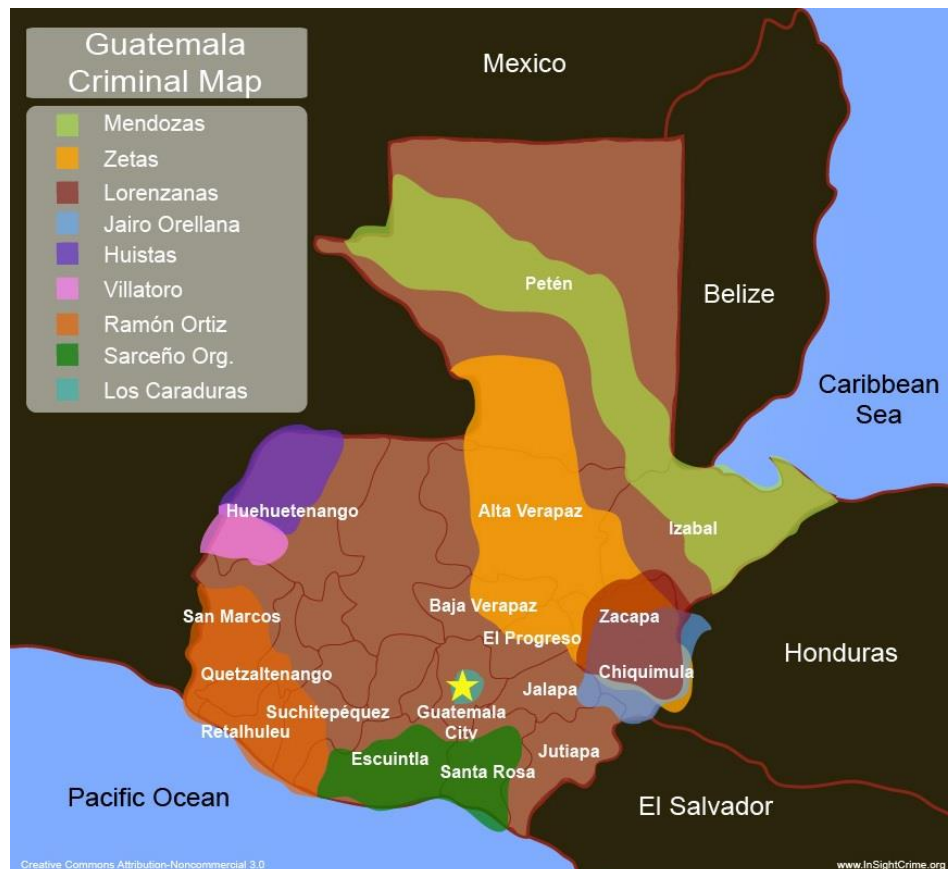 Guatemala
Criminal Map
Mendozas
Zetas
Lorenzanas
Jairo Orellana
Huistas
Villatoro
Ramón Ortiz
Sarceño Org.
Los Caraduras
Mexico
Petén
Belize
Caribbean
Sea
Huehuetenango
Alta Verapaz
Izabal
San Marcos
Baja Verapaz
Zacapa
El Progreso
Honduras
Quetzaltenango
Chiquimula
Jalapa
Suchitepéquez
Guatemala
City
Retalhuleu
Escuintla
Santa Rosa
Jutiapa
Pacific Ocean
El Salvador
Creative Commons Attribution-Noncommercial 3.0
www.InSightCrime.org